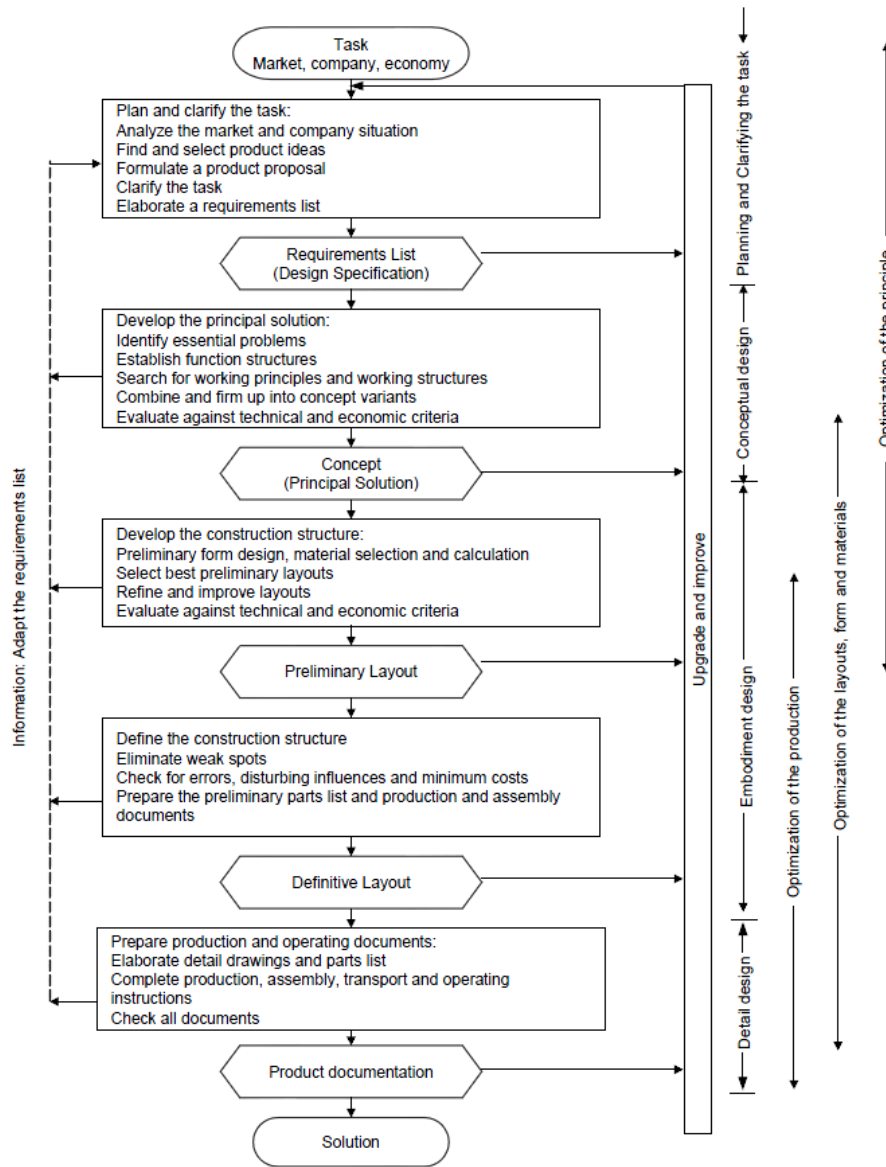 Task
Market, company, economy
Plan and clarify the task:
Analyze the market and company situation
Find and select product ideas
Formulate a product proposal
Clarify the task
Elaborate a requirements list
Requirements List
(Design Specification)
Develop the principal solution:
Identify essential problems
Establish function structures
Search for working principles and working structures
Combine and firm up into concept variants
Evaluate against technical and economic criteria
Concept
(Principal Solution)
Develop the construction structure:
Preliminary form design, material selection and calculation
Select best preliminary layouts
Refine and improve layouts
Evaluate against technical and economic criteria
Preliminary Layout
Define the construction structure
Eliminate weak spots
Check for errors, disturbing influences and minimum costs
Prepare the preliminary parts list and production and assembly
documents
Definitive Layout
Prepare production and operating documents:
Elaborate detail drawings and parts list
Complete production, assembly, transport and operating
instructions
Check all documents
Product documentation
Solution
Information: Adapt the requirements list
Upgrade and improve
Planning and Clarifying the task
Conceptual design
Embodiment design
Detail design
Optimization of the production
Optimization of the layouts, form and materials
Optimization of the principle